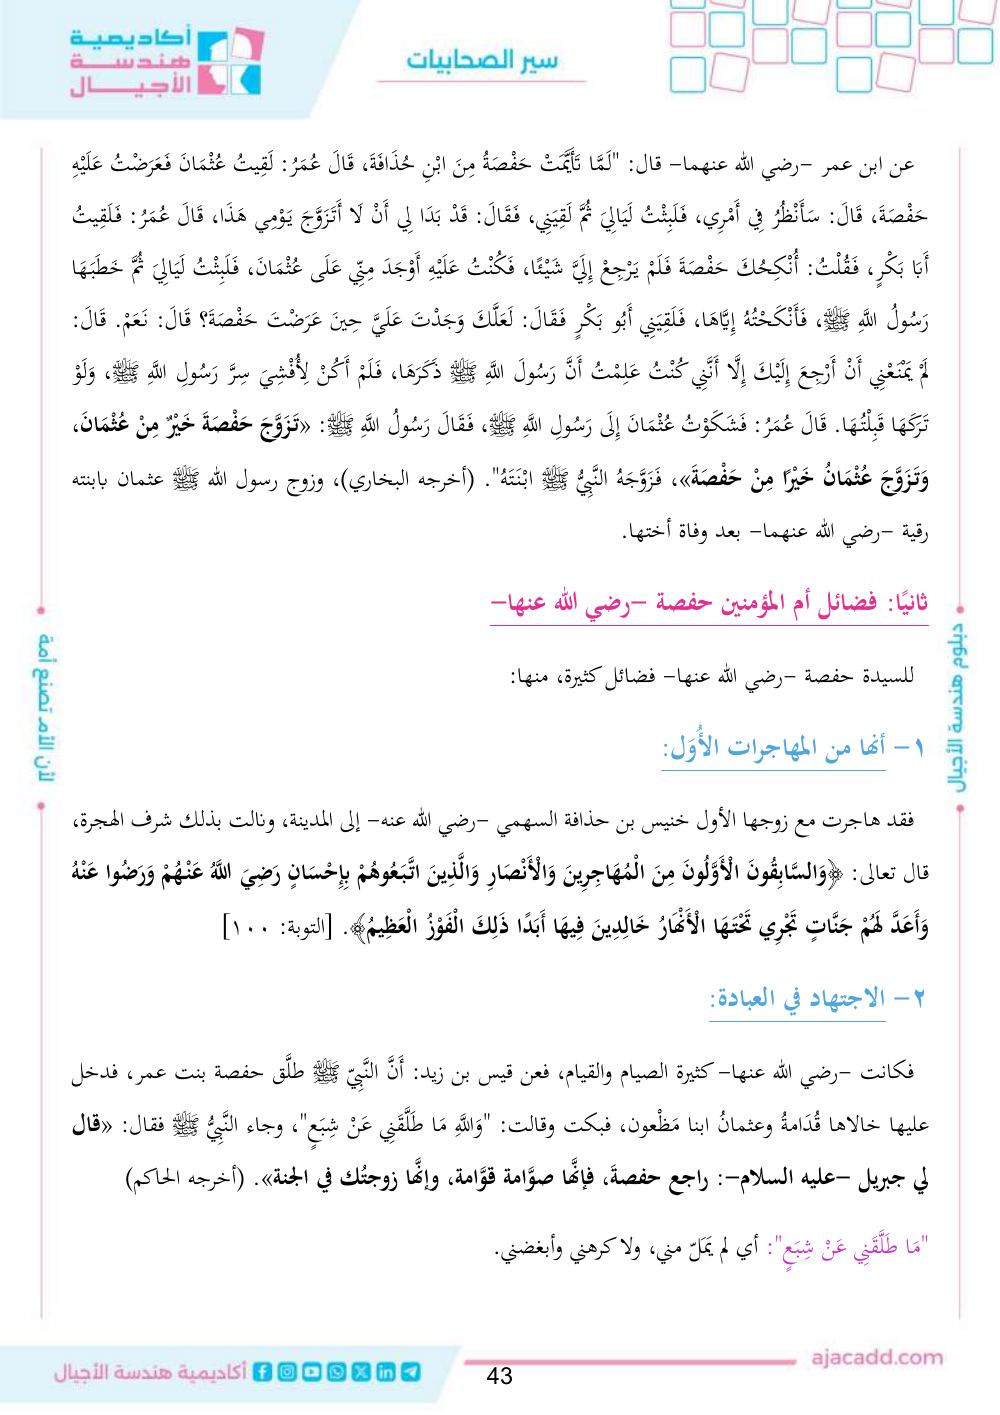 أكاديمية
هندسة
الأجيال
سير الصحابيات
عن ابن عمر -رضي الله عنهما- قال: "لَمَّا تَأَيَّمَتْ حَفْصَةُ مِنَ ابْنِ حُذَافَةَ، قَالَ عُمَرُ: لَقِيتُ عُثْمَانَ فَعَرَضْتُ عَلَيْهِ
حَفْصَةَ، قَالَ: سَأَنْظُرُ فِي أَمْرِي، فَلَبِثْتُ لَيَالِيَ ثُمَّ لَقِيَنِي، فَقَالَ: قَدْ بَدَا لِي أَنْ لَا أَتَزَوَّجَ يَوْمِي هَذَا، قَالَ عُمَرُ: فَلَقِيتُ
أَبَا بَكْرٍ، فَقُلْتُ: أُنْكِحُكَ حَفْصَةَ فَلَمْ يَرْجِعْ إِلَيَّ شَيْئًا، فَكُنْتُ عَلَيْهِ أَوْجَدَ مِنِّي عَلَى عُثْمَانَ، فَلَبِثْتُ لَيَالِيَ ثُمَّ خَطَبَهَا
رَسُولُ اللَّهِ ﷺ، فَأَنْكَحْتُهُ إِيَّاهَا، فَلَقِيَنِي أَبُو بَكْرٍ فَقَالَ: لَعَلَّكَ وَجَدْتَ عَلَيَّ حِينَ عَرَضْتَ حَفْصَةَ؟ قَالَ: نَعَمْ. قَالَ:
لَمْ يَمْنَعْنِي أَنْ أَرْجِعَ إِلَيْكَ إِلَّا أَنَّنِي كُنْتُ عَلِمْتُ أَنَّ رَسُولَ اللَّهِ ﷺ ذَكَرَهَا، فَلَمْ أَكُنْ لِأُفْشِيَ سِرَّ رَسُولِ اللَّهِ ﷺ، وَلَوْ
تَرَكَهَا قَبِلْتُهَا. قَالَ عُمَرُ: فَشَكَوْتُ عُثْمَانَ إِلَى رَسُولِ اللَّهِ ﷺ، فَقَالَ رَسُولُ اللَّهِ ﷺ: «تَزَوَّجَ حَفْصَةَ خَيْرٌ مِنْ عُثْمَانَ،
وَتَزَوَّجَ عُثْمَانُ خَيْرًا مِنْ حَفْصَةَ»، فَزَوَّجَهُ النَّبِيُّ ﷺ ابْنَتَهُ". (أخرجه البخاري)، وزوج رسول الله ﷺ عثمان بابنته
رقية -رضي الله عنهما- بعد وفاة أختها.
ثانيًا: فضائل أم المؤمنين حفصة -رضي الله عنها-
للسيدة حفصة -رضي الله عنها- فضائل كثيرة، منها:
١- أنها من المهاجرات الأُوَل:
فقد هاجرت مع زوجها الأول خنيس بن حذافة السهمي -رضي الله عنه- إلى المدينة، ونالت بذلك شرف الهجرة،
قال تعالى: ﴿وَالسَّابِقُونَ الْأَوَّلُونَ مِنَ الْمُهَاجِرِينَ وَالْأَنْصَارِ وَالَّذِينَ اتَّبَعُوهُمْ بِإِحْسَانٍ رَضِيَ اللَّهُ عَنْهُمْ وَرَضُوا عَنْهُ
وَأَعَدَّ لَهُمْ جَنَّاتٍ تَجْرِي تَحْتَهَا الْأَنْهَارُ خَالِدِينَ فِيهَا أَبَدًا ذَلِكَ الْفَوْزُ الْعَظِيمُ﴾. [التوبة: ١٠٠]
٢- الاجتهاد في العبادة:
فكانت -رضي الله عنها- كثيرة الصيام والقيام، فعن قيس بن زيد: أَنَّ النَّبِيّ ﷺ طلَّق حفصة بنت عمر، فدخل
عليها خالاها قُدَامةُ وعثمانُ ابنا مَظْعون، فبكت وقالت: "وَاللَّهِ مَا طَلَّقَنِي عَنْ شِبَعٍ"، وجاء النَّبِيُّ ﷺ فقال: «قال
لي جبريل -عليه السلام-: راجع حفصةَ، فإنَّها صوَّامة قوَّامة، وإنَّها زوجتُك في الجنة». (أخرجه الحاكم)
"مَا طَلَّقَنِي عَنْ شِبَعٍ": أي لم يَمَلّ مني، ولا كرهني وأبغضني.
دبلوم هندسة الأجيال
لأن الأم تصنع أمة
أكاديمية هندسة الأجيال
43
ajacadd.com